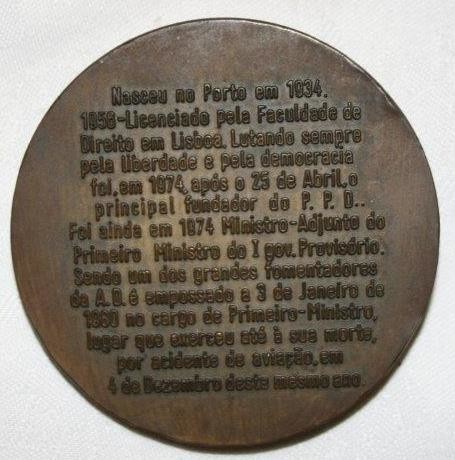 Nasceu no Porto em 1934.
1956-Licenciado pela Faculdade de
Direito em Lisboa. Lutando sempre
pela liberdade e pela democracia
foi, em 1974, após o 25 de Abril, o
principal fundador do P. P. D..
Foi ainda em 1974 Ministro-Adjunto do
Primeiro Ministro do I gov. Provisório.
Sendo um dos grandes fomentadores
da A. D. é empossado a 3 de Janeiro de
1980 no cargo de Primeiro-Ministro,
lugar que exerceu até à sua morte,
por acidente de aviação, em
4 de Dezembro deste mesmo ano.